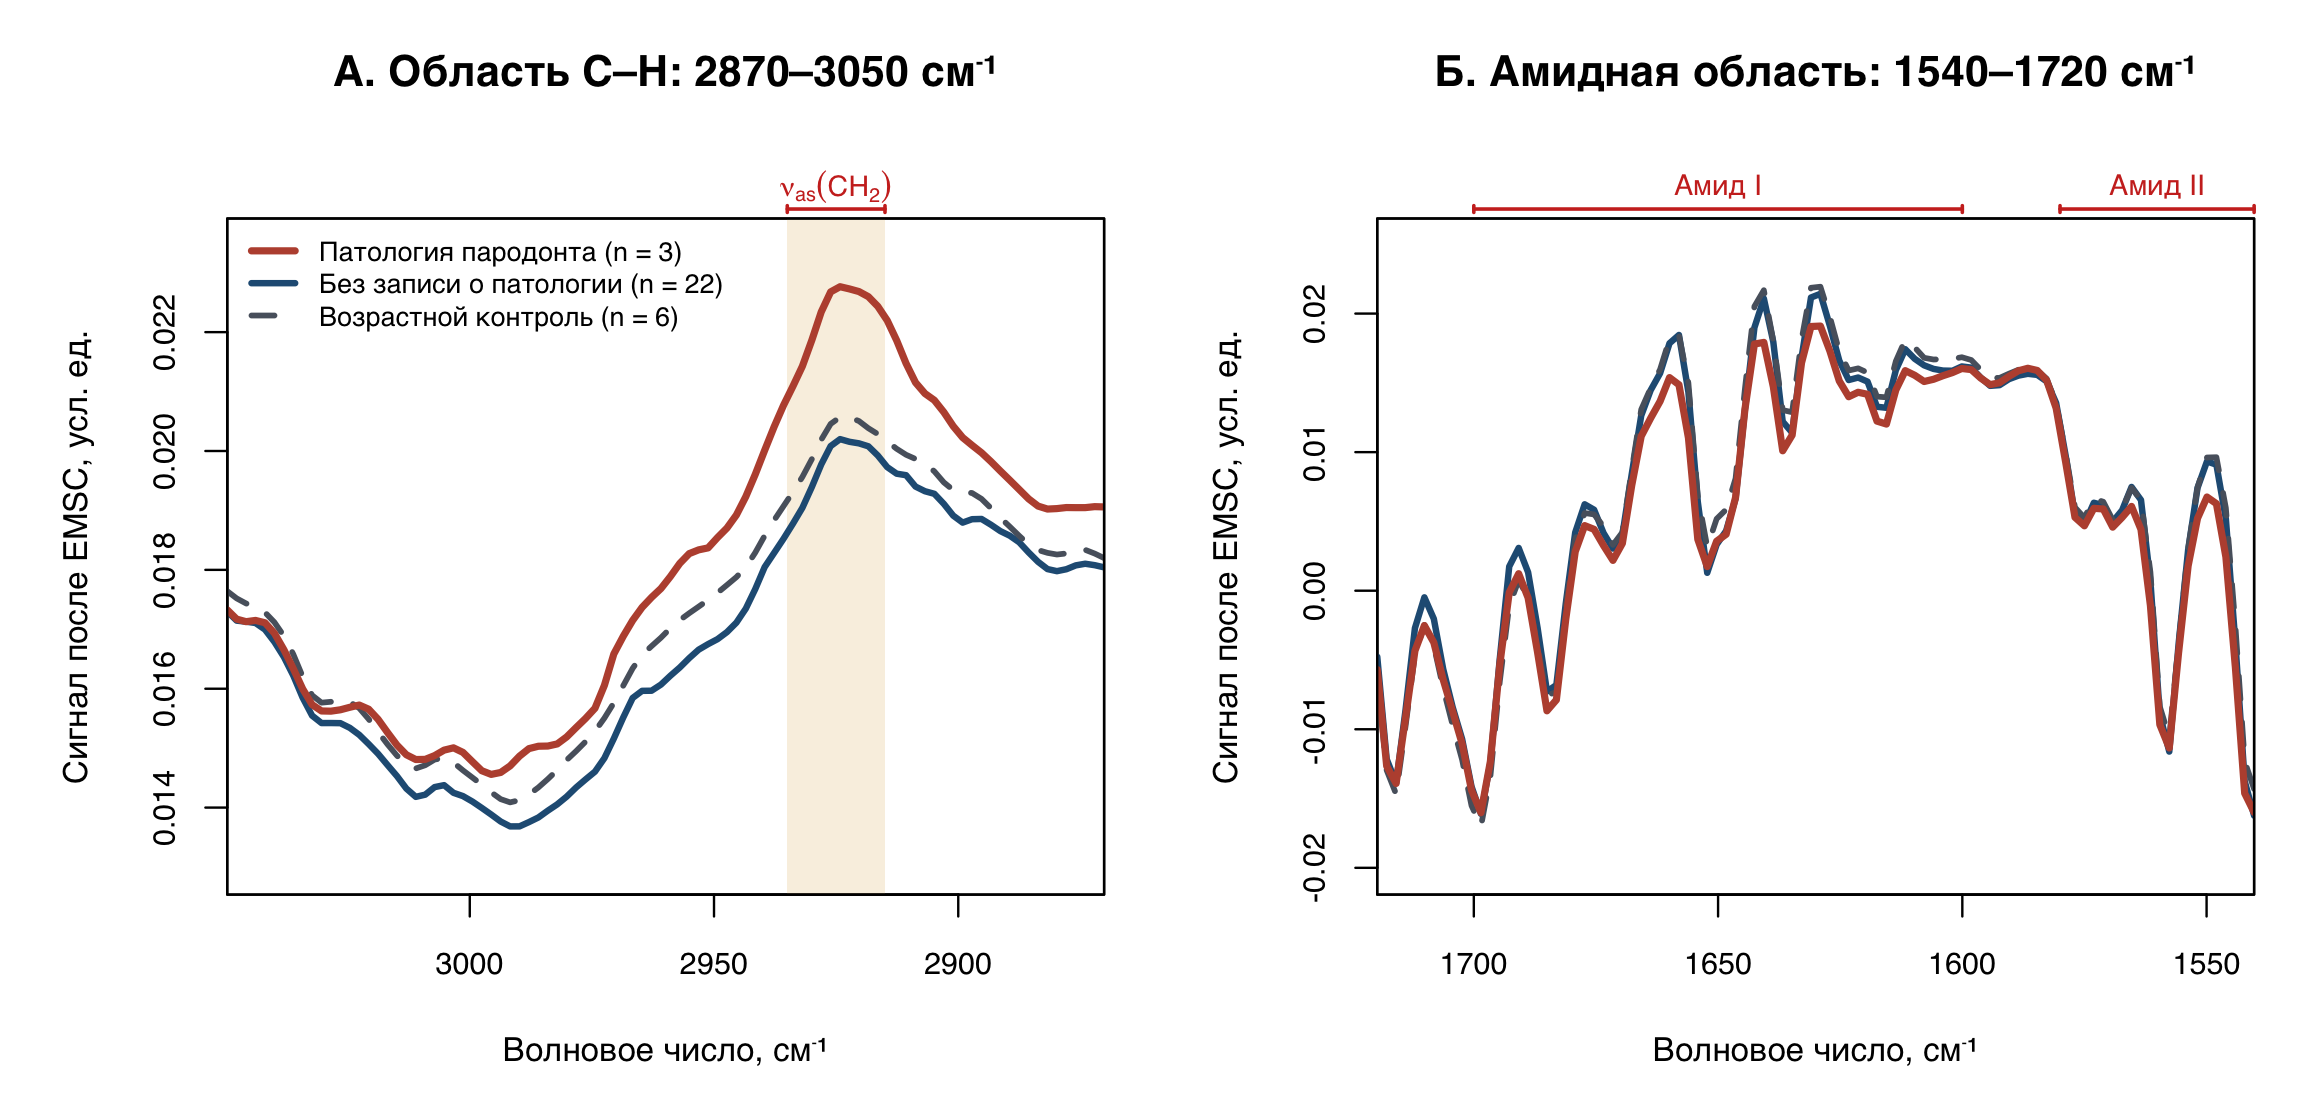 А. Область C–H: 2870–3050 см⁻¹
νas(CH₂)
Патология пародонта (n = 3)
Без записи о патологии (n = 22)
Возрастной контроль (n = 6)
Сигнал после EMSC, усл. ед.
0.022
0.020
0.018
0.016
0.014
3000
2950
2900
Волновое число, см⁻¹
Б. Амидная область: 1540–1720 см⁻¹
Амид I
Амид II
Сигнал после EMSC, усл. ед.
0.02
0.01
0.00
-0.01
-0.02
1700
1650
1600
1550
Волновое число, см⁻¹